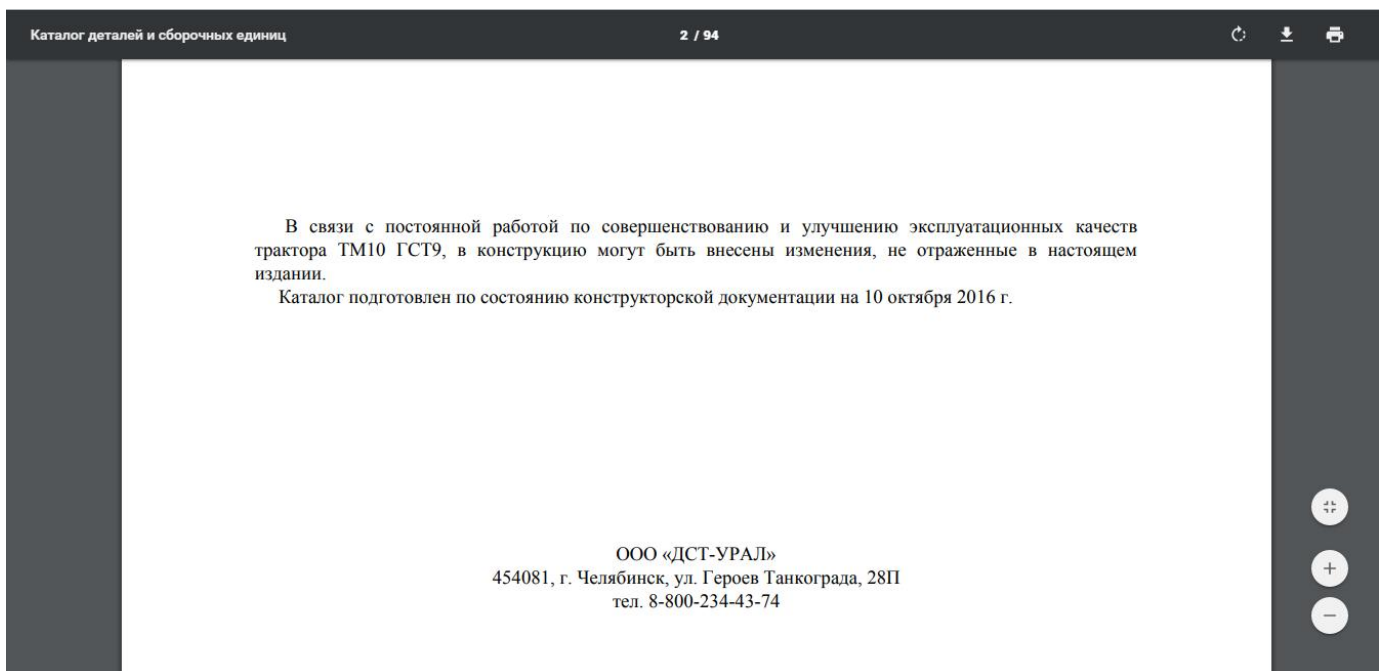 Каталог деталей и сборочных единиц
2 / 94
В связи с постоянной работой по совершенствованию и улучшению эксплуатационных качеств
трактора ТМ10 ГСТ9, в конструкцию могут быть внесены изменения, не отраженные в настоящем
издании.
Каталог подготовлен по состоянию конструкторской документации на 10 октября 2016 г.
ООО «ДСТ-УРАЛ»
454081, г. Челябинск, ул. Героев Танкограда, 28П
тел. 8-800-234-43-74